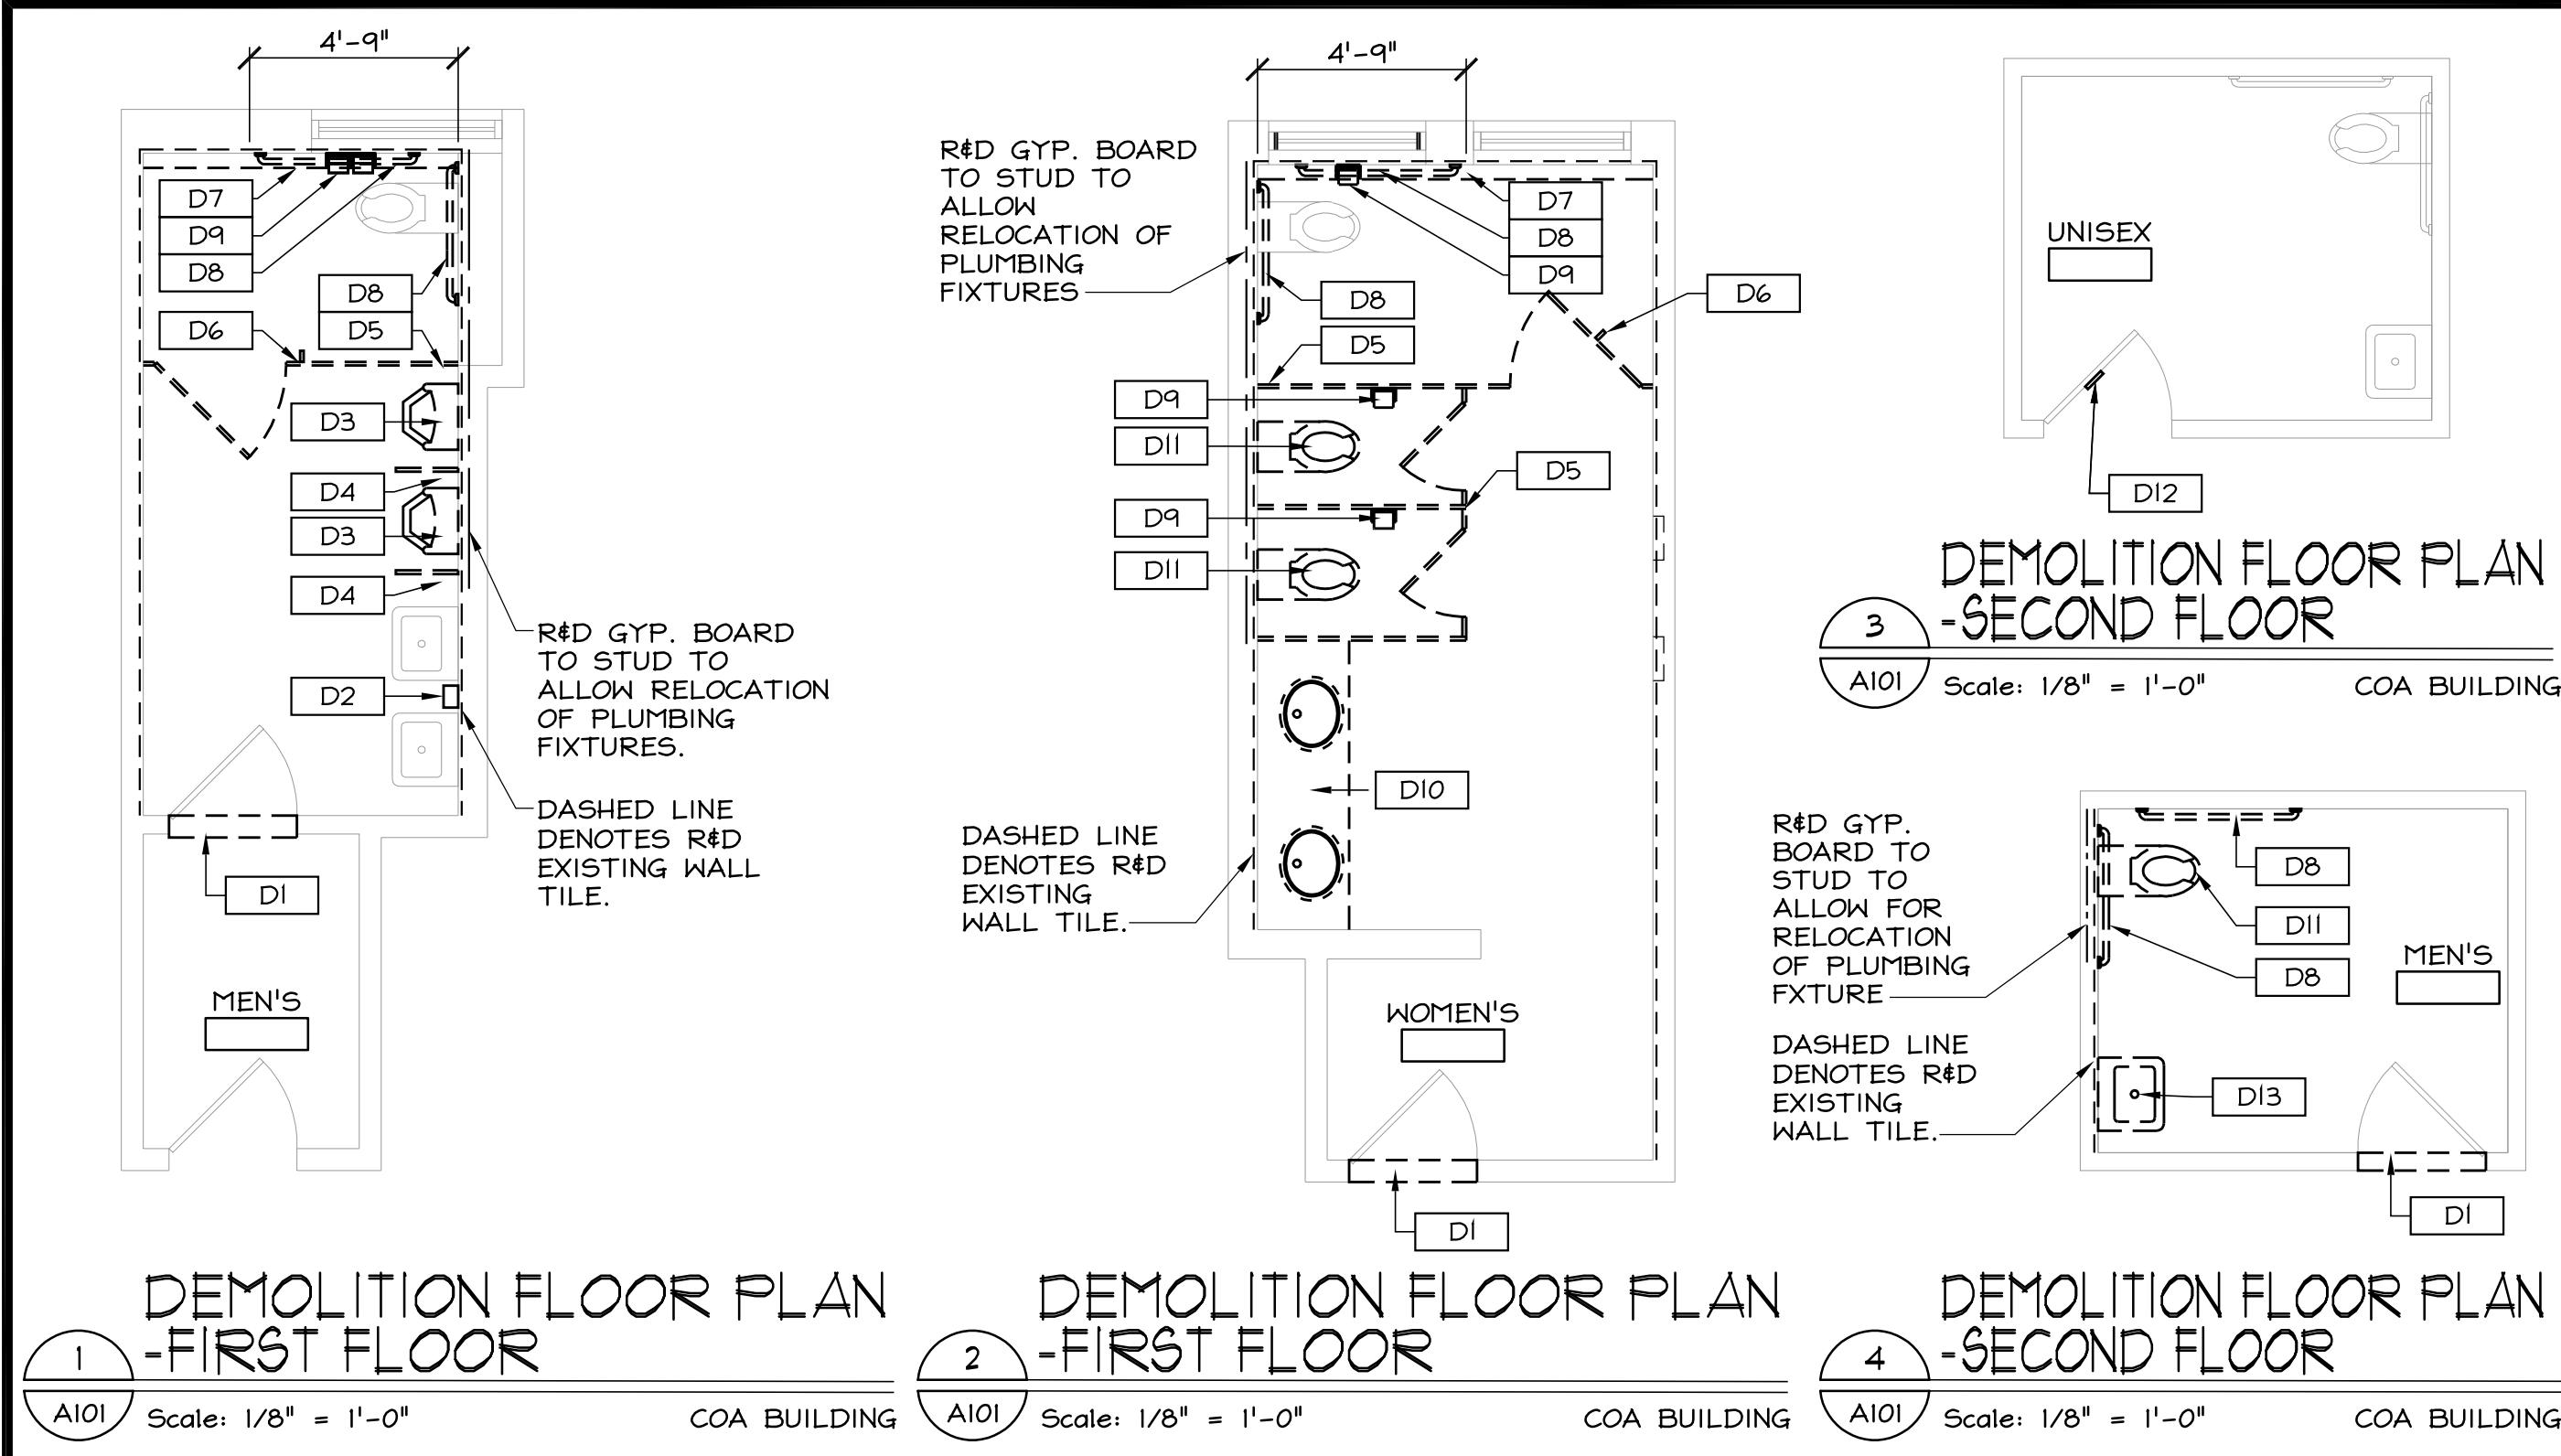 4'-9"
D7
D9
D8
D8
D5
D6
D3
D4
D3
D4
D2
D1
R&D GYP. BOARD
TO STUD TO
ALLOW RELOCATION
OF PLUMBING
FIXTURES.
DASHED LINE
DENOTES R&D
EXISTING WALL
TILE.
MEN'S
DEMOLITION FLOOR PLAN
-FIRST FLOOR
1
A101
Scale: 1/8" = 1'-0"
COA BUILDING
4'-9"
R&D GYP. BOARD
TO STUD TO
ALLOW
RELOCATION OF
PLUMBING
FIXTURES
D7
D8
D9
D6
D8
D5
D9
D11
D5
D9
D11
D10
DASHED LINE
DENOTES R&D
EXISTING
WALL TILE.
WOMEN'S
D1
DEMOLITION FLOOR PLAN
-FIRST FLOOR
2
A101
Scale: 1/8" = 1'-0"
COA BUILDING
UNISEX
D12
DEMOLITION FLOOR PLAN
-SECOND FLOOR
3
A101
Scale: 1/8" = 1'-0"
COA BUILDING
R&D GYP.
BOARD TO
STUD TO
ALLOW FOR
RELOCATION
OF PLUMBING
FXTURE
D8
D11
D8
MEN'S
DASHED LINE
DENOTES R&D
EXISTING
WALL TILE.
D13
D1
DEMOLITION FLOOR PLAN
-SECOND FLOOR
4
A101
Scale: 1/8" = 1'-0"
COA BUILDING